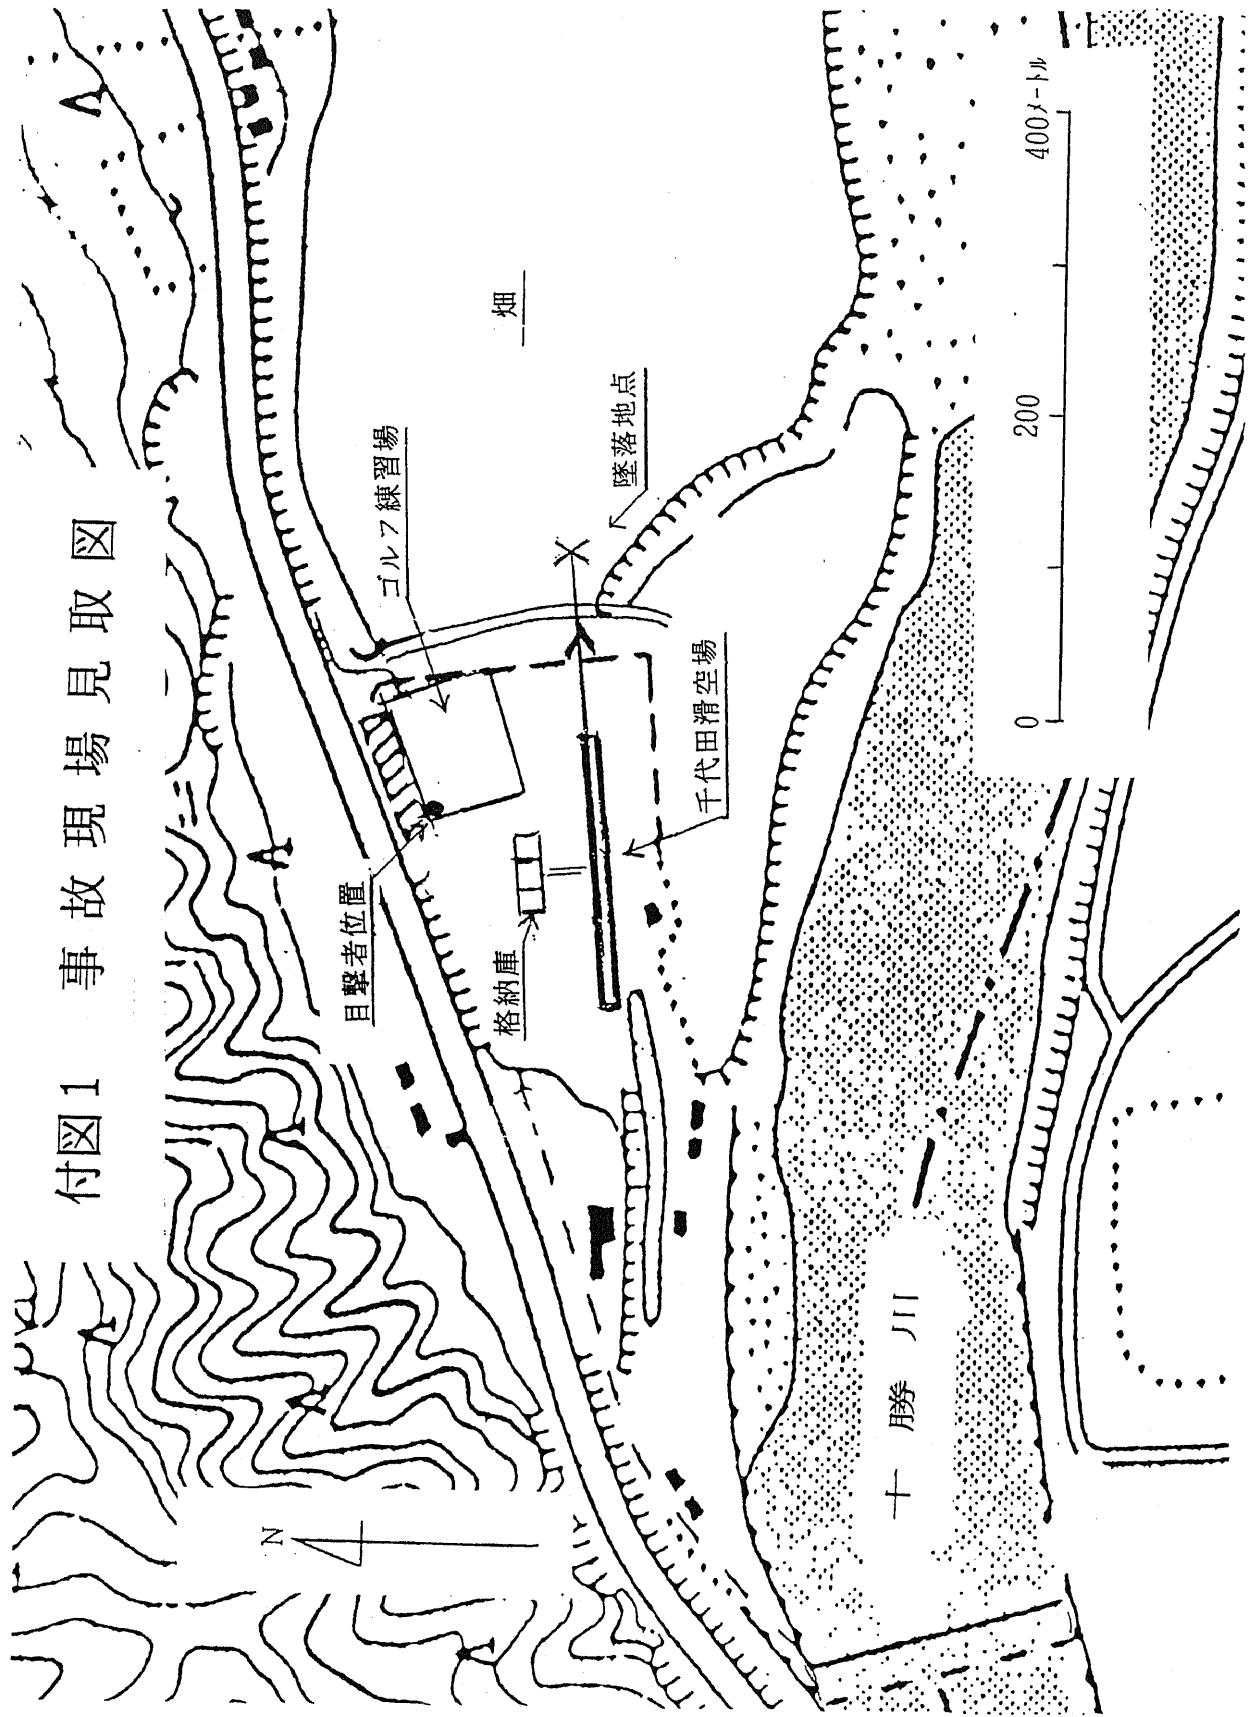 付図1 事故現場見取図
N
目撃者位置
ゴルフ練習場
格納庫
畑
墜落地点
千代田滑空場
十勝川
0 200 400メートル